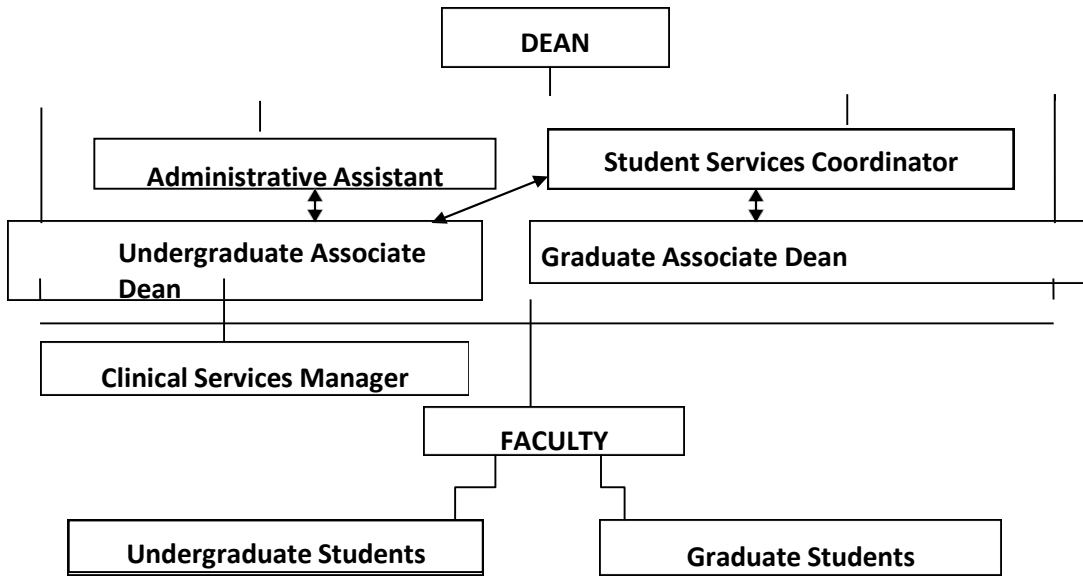 DEAN
Administrative Assistant
Student Services Coordinator
Undergraduate Associate
Dean
Graduate Associate Dean
Clinical Services Manager
FACULTY
Undergraduate Students
Graduate Students